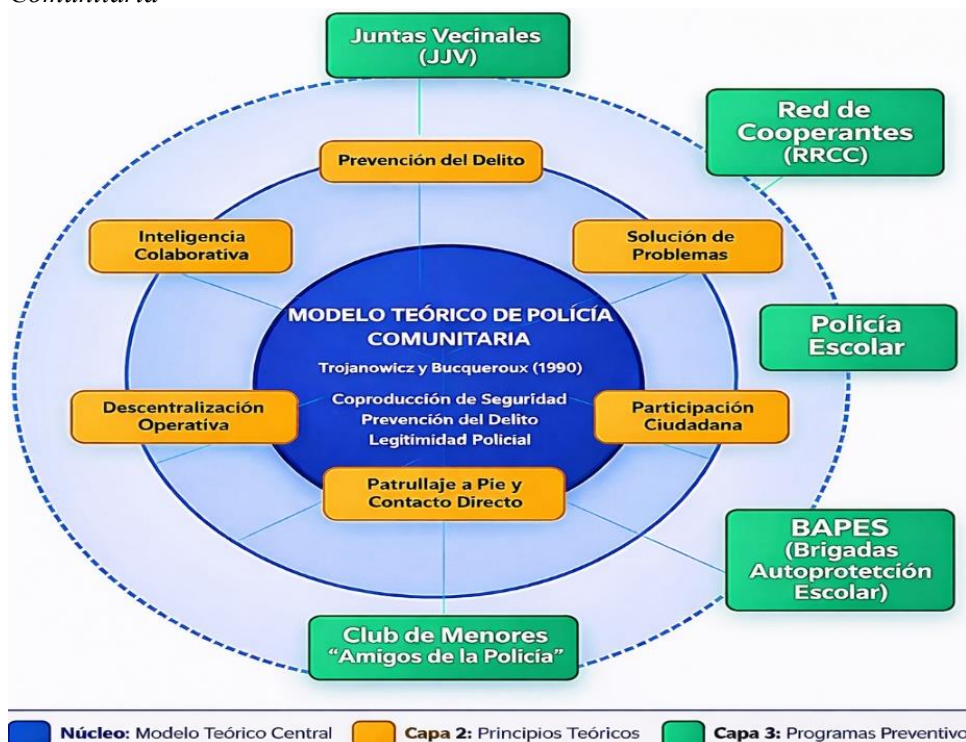 Comunitaria
Juntas Vecinales
(JJV)
Red de
Cooperantes
(RRCC)
Prevención del Delito
Inteligencia
Colaborativa
Solución de
Problemas
MODELO TEÓRICO DE POLÍCÍA
COMUNITARIA
Trojanowicz y Bucqueroux (1990)
Coproducción de Seguridad
Prevención del Delito
Legitimidad Policial
Policía
Escolar
Descentralización
Operativa
Participación
Ciudadana
Patrullaje a Pie y
Contacto Directo
BAPES
(Brigadas
Autoprotetción
Escolar)
Club de Menores
“Amigos de la Policía”
Núcleo: Modelo Teórico Central
Capa 2: Principios Teóricos
Capa 3: Programas Preventivo